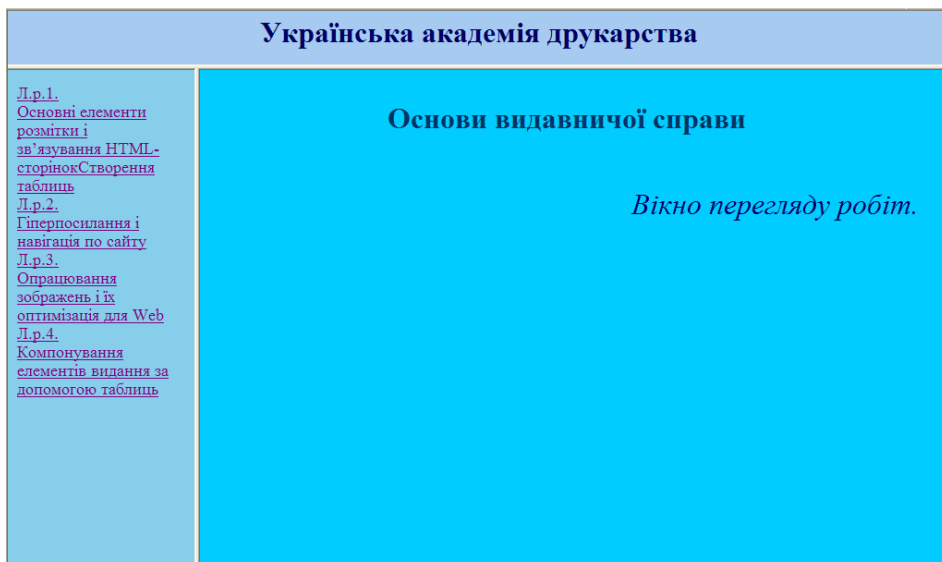 Українська академія друкарства
Л.р.1.
Основні елементи
розмітки і
зв’язування HTML-
сторінокСтворення
таблиць
Л.р.2.
Гіперпосилання і
навігація по сайту
Л.р.3.
Опрацювання
зображень і їх
оптимізація для Web
Л.р.4.
Компонування
елементів видання за
допомогою таблиць
Основи видавничої справи
Вікно перегляду робіт.